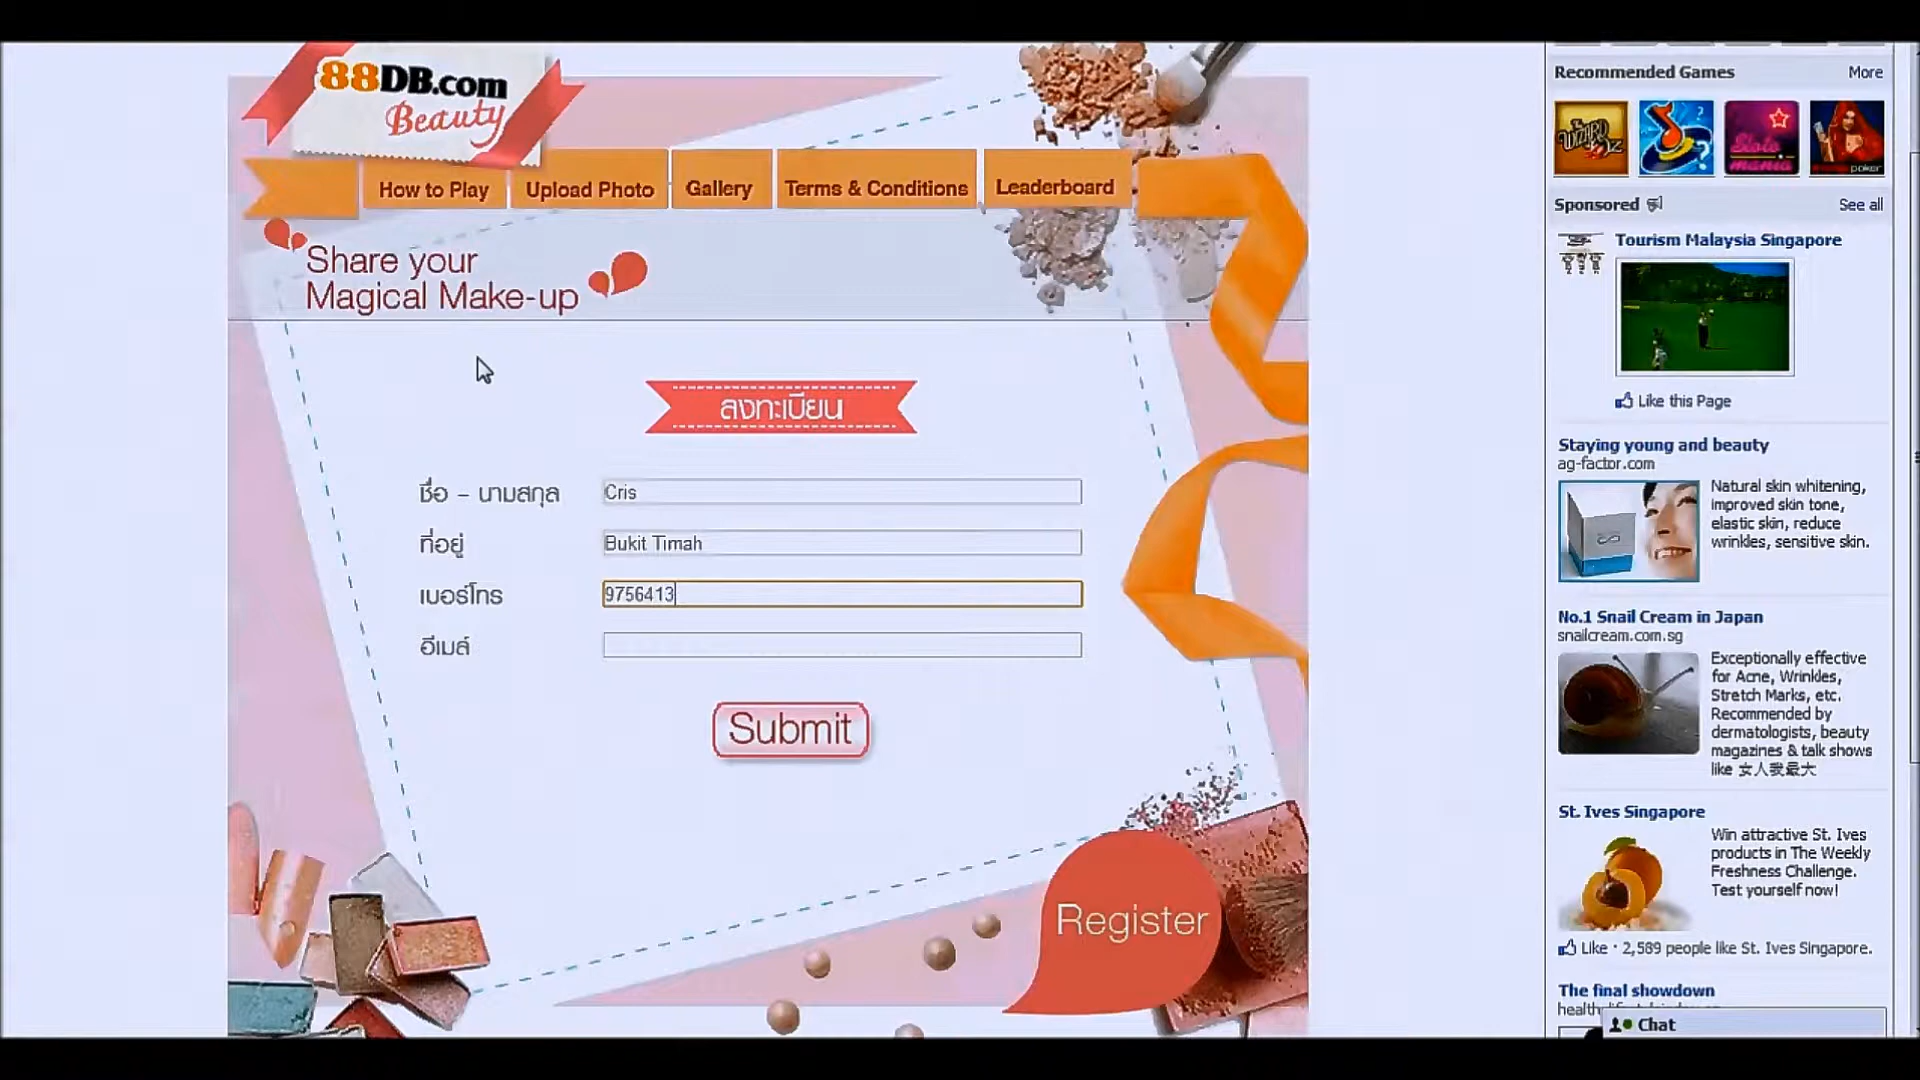 88DB.com
Beauty
How to Play
Upload Photo
Gallery
Terms & Conditions
Leaderboard
Share your
Magical Make-up
ลงทะเบียน
ชื่อ - นามสกุล
Cris
ที่อยู่
Bukit Timah
เบอร์โทร
9756413
อีเมล์
Submit
Register
Recommended Games
More
Sponsored
See all
Tourism Malaysia Singapore
Like this Page
Staying young and beauty
ag-factor.com
Natural skin whitening,
improved skin tone,
elastic skin, reduce
wrinkles, sensitive skin.
No.1 Snail Cream in Japan
snailcream.com.sg
Exceptionally effective
for Acne, Wrinkles,
Stretch Marks, etc.
Recommended by
dermatologists, beauty
magazines & talk shows
like 女人我最大
St. Ives Singapore
Win attractive St. Ives
products in The Weekly
Freshness Challenge.
Test yourself now!
Like · 2,589 people like St. Ives Singapore.
The final showdown
Chat